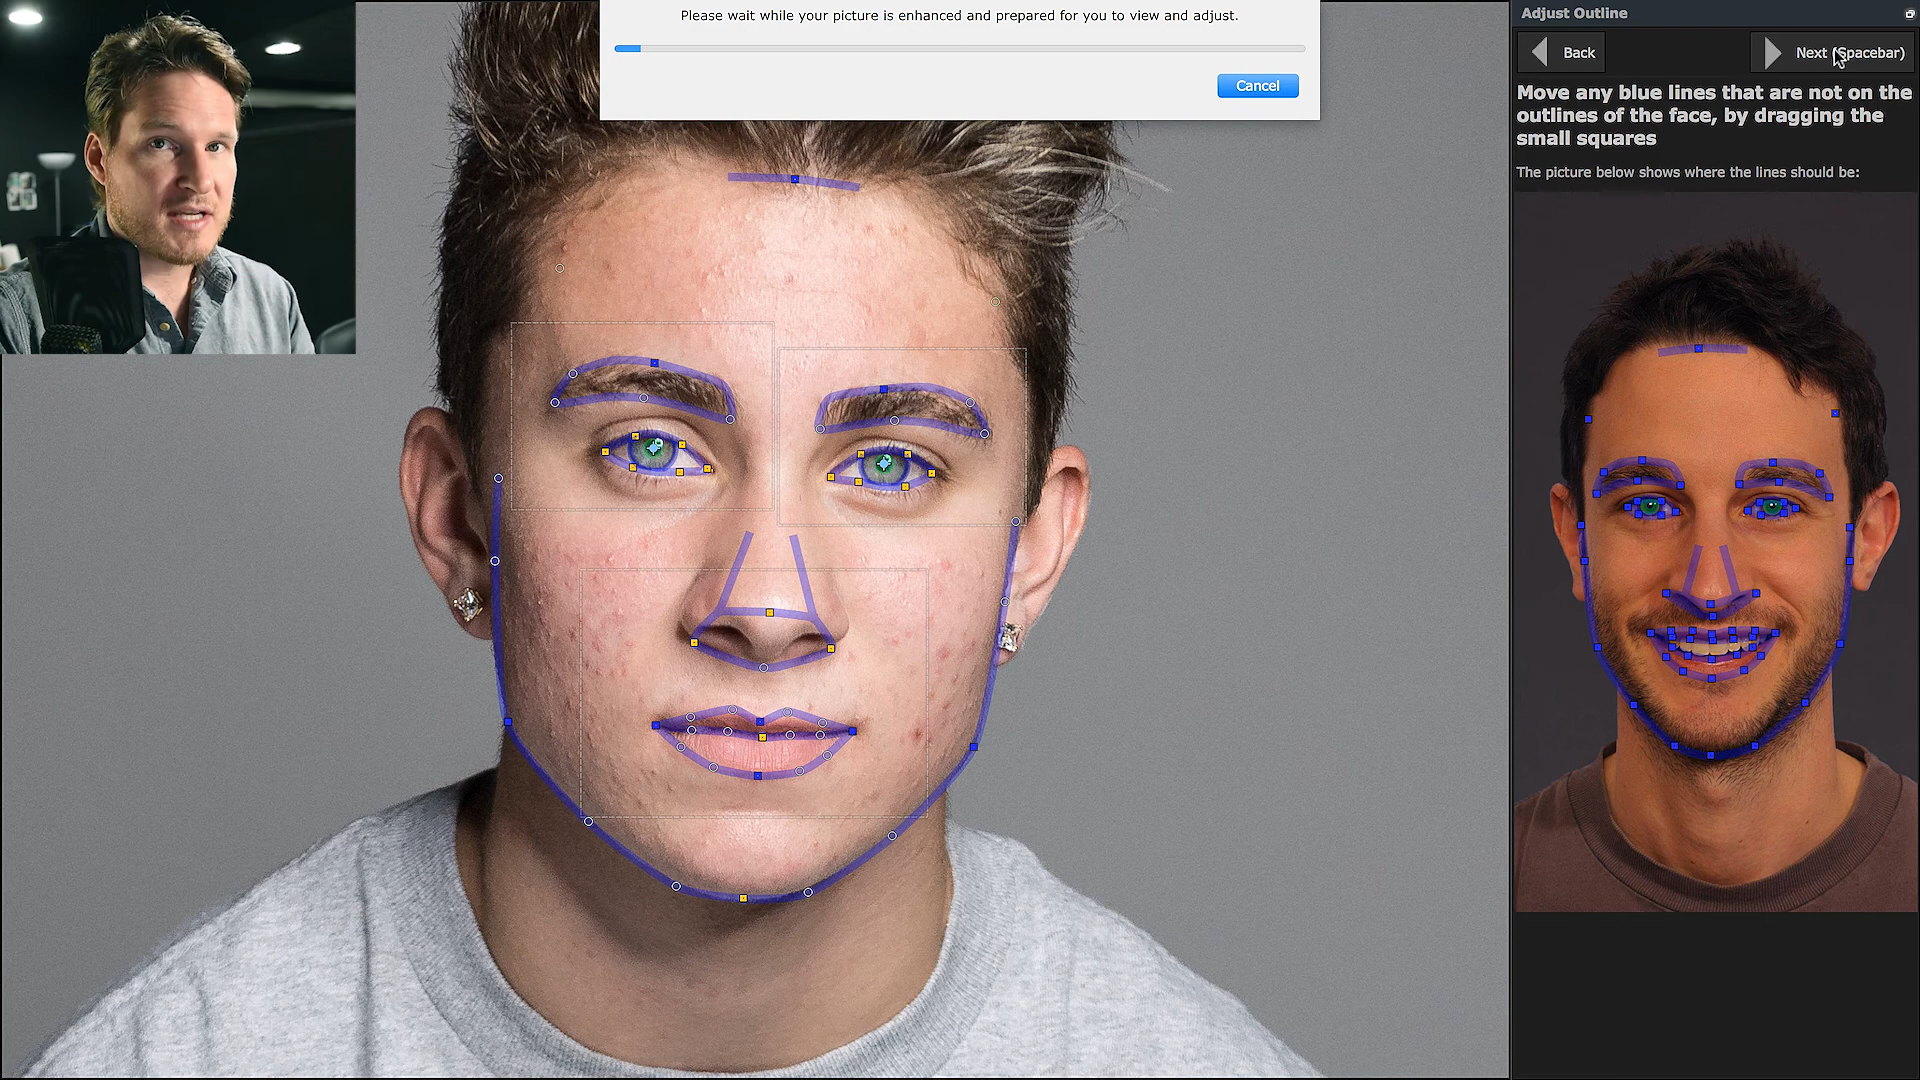 Please wait while your picture is enhanced and prepared for you to view and adjust.
Cancel
Adjust Outline
Back
Next (Spacebar)
Move any blue lines that are not on the
outlines of the face, by dragging the
small squares
The picture below shows where the lines should be: